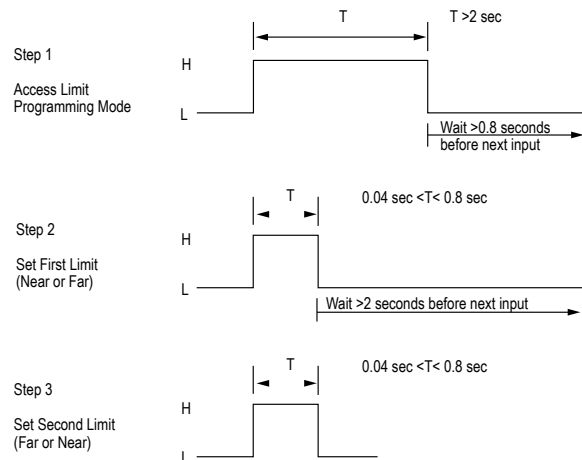 T
T >2 sec
Step 1
H
Access Limit
Programming Mode
L
Wait >0.8 seconds
before next input
T
0.04 sec <T< 0.8 sec
Step 2
H
Set First Limit
(Near or Far)
L
Wait >2 seconds before next input
T
0.04 sec <T< 0.8 sec
Step 3
H
Set Second Limit
(Far or Near)
L